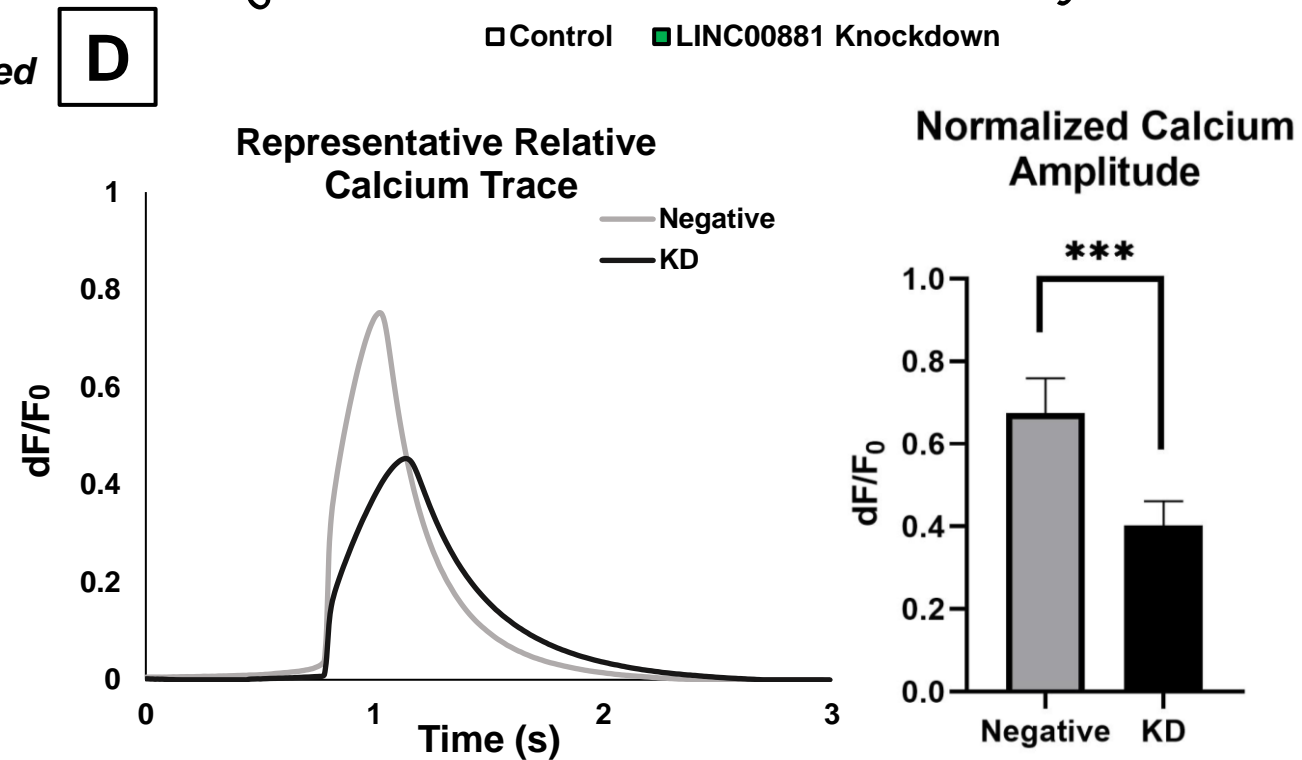 Control LINC00881 Knockdown
ed
D
Representative Relative
Calcium Trace
Negative
KD
1
0.8
0.6
0.4
0.2
0
dF/F0
0 1 2 3
Time (s)
Normalized Calcium
Amplitude
***
1.0
0.8
0.6
0.4
0.2
0.0
dF/F0
Negative KD